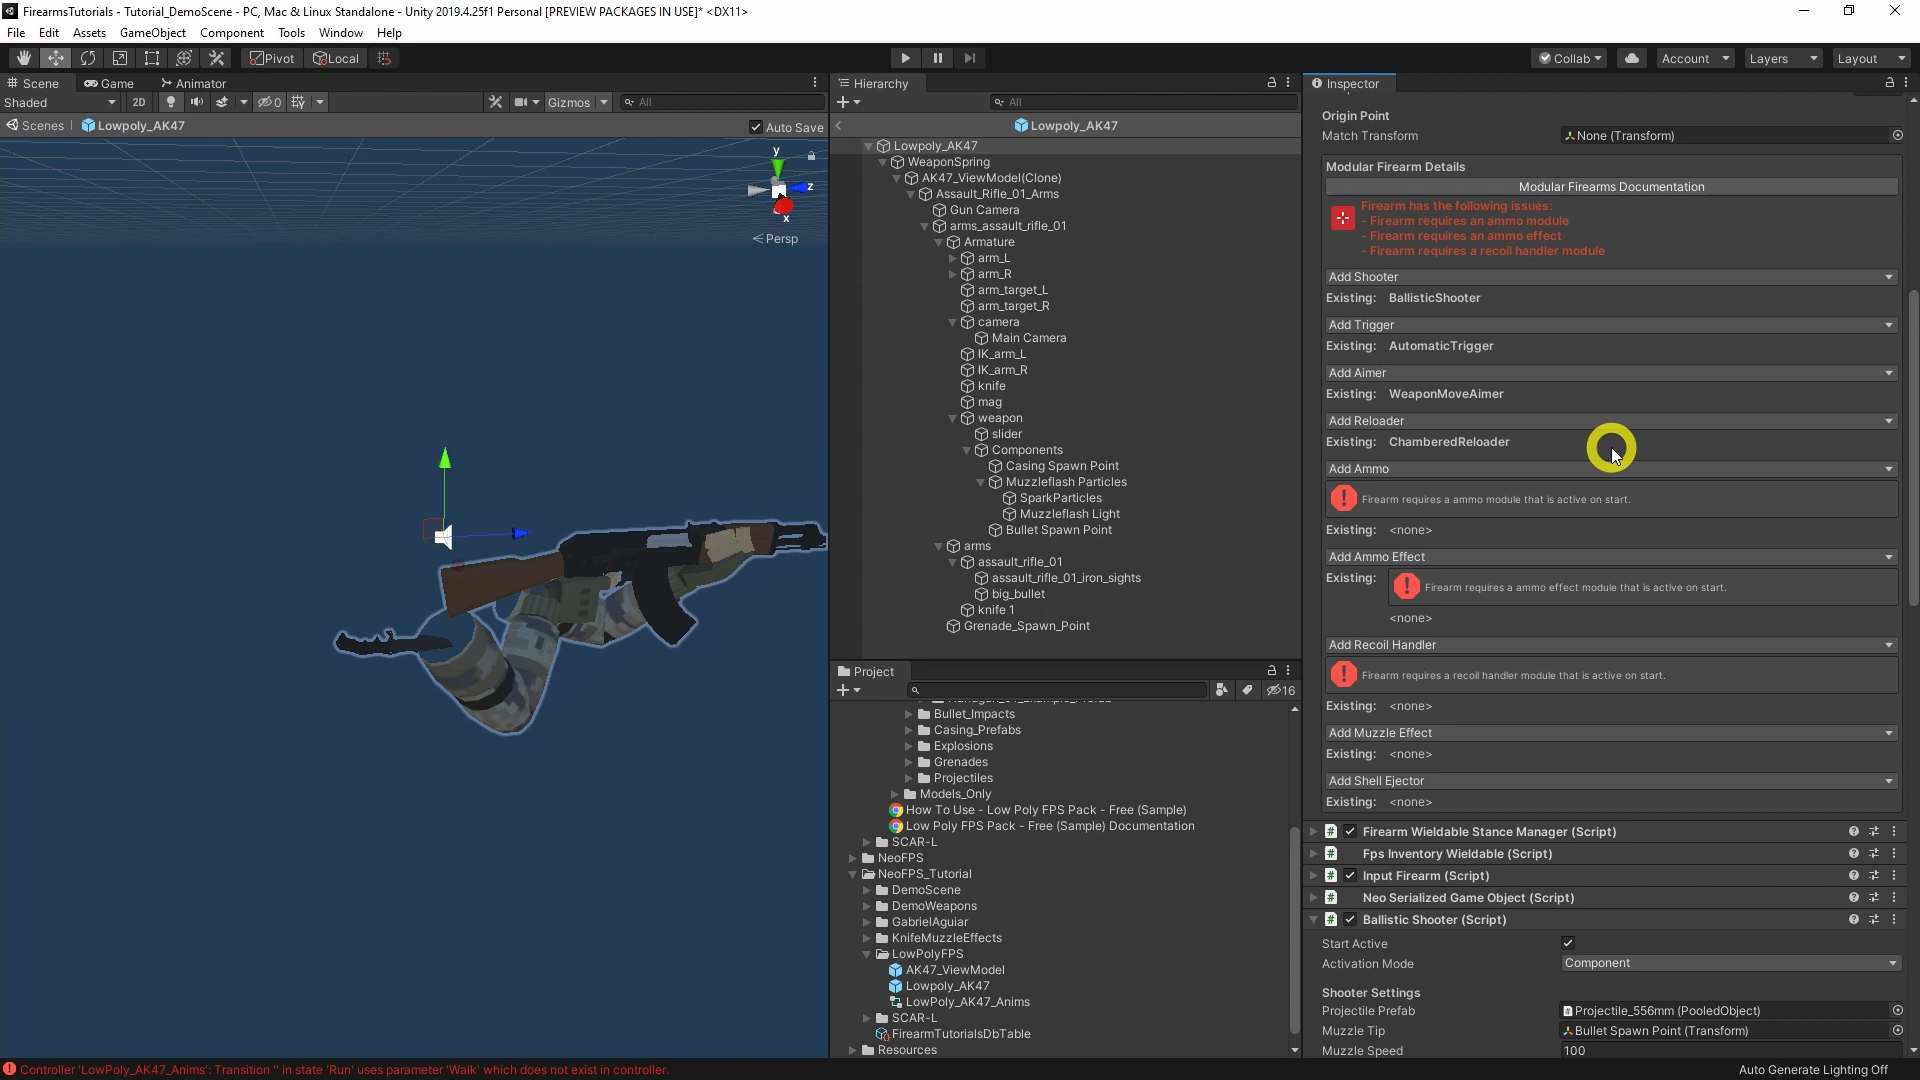 FirearmsTutorials - Tutorial_DemoScene - PC, Mac & Linux Standalone - Unity 2019.4.25f1 Personal [PREVIEW PACKAGES IN USE]* <DX11>
File Edit Assets GameObject Component Tools Window Help
Pivot Local Collab Account Layers Layout
Scene Game Animator
Shaded 2D 0 Gizmos All
Scenes Lowpoly_AK47 Auto Save
y
z
x
Persp
Hierarchy
All
Lowpoly_AK47
Lowpoly_AK47
WeaponSpring
AK47_ViewModel(Clone)
Assault_Rifle_01_Arms
Gun Camera
arms_assault_rifle_01
Armature
arm_L
arm_R
arm_target_L
arm_target_R
camera
Main Camera
IK_arm_L
IK_arm_R
knife
mag
weapon
slider
Components
Casing Spawn Point
Muzzleflash Particles
SparkParticles
Muzzleflash Light
Bullet Spawn Point
arms
assault_rifle_01
assault_rifle_01_iron_sights
big_bullet
knife 1
Grenade_Spawn_Point
Project
16
Bullet_Impacts
Casing_Prefabs
Explosions
Grenades
Projectiles
Models_Only
How To Use - Low Poly FPS Pack - Free (Sample)
Low Poly FPS Pack - Free (Sample) Documentation
SCAR-L
NeoFPS
NeoFPS_Tutorial
DemoScene
DemoWeapons
GabrielAguiar
KnifeMuzzleEffects
LowPolyFPS
AK47_ViewModel
Lowpoly_AK47
LowPoly_AK47_Anims
SCAR-L
FirearmTutorialsDbTable
Resources
Inspector
Origin Point
Match Transform None (Transform)
Modular Firearm Details
Modular Firearms Documentation
Firearm has the following issues:
- Firearm requires an ammo module
- Firearm requires an ammo effect
- Firearm requires a recoil handler module
Add Shooter
Existing: BallisticShooter
Add Trigger
Existing: AutomaticTrigger
Add Aimer
Existing: WeaponMoveAimer
Add Reloader
Existing: ChamberedReloader
Add Ammo
Firearm requires a ammo module that is active on start.
Existing: <none>
Add Ammo Effect
Existing: Firearm requires a ammo effect module that is active on start.
<none>
Add Recoil Handler
Firearm requires a recoil handler module that is active on start.
Existing: <none>
Add Muzzle Effect
Existing: <none>
Add Shell Ejector
Existing: <none>
Firearm Wieldable Stance Manager (Script)
Fps Inventory Wieldable (Script)
Input Firearm (Script)
Neo Serialized Game Object (Script)
Ballistic Shooter (Script)
Start Active
Activation Mode Component
Shooter Settings
Projectile Prefab Projectile_556mm (PooledObject)
Muzzle Tip Bullet Spawn Point (Transform)
Muzzle Speed 100
Controller 'LowPoly_AK47_Anims': Transition '' in state 'Run' uses parameter 'Walk' which does not exist in controller.
Auto Generate Lighting Off